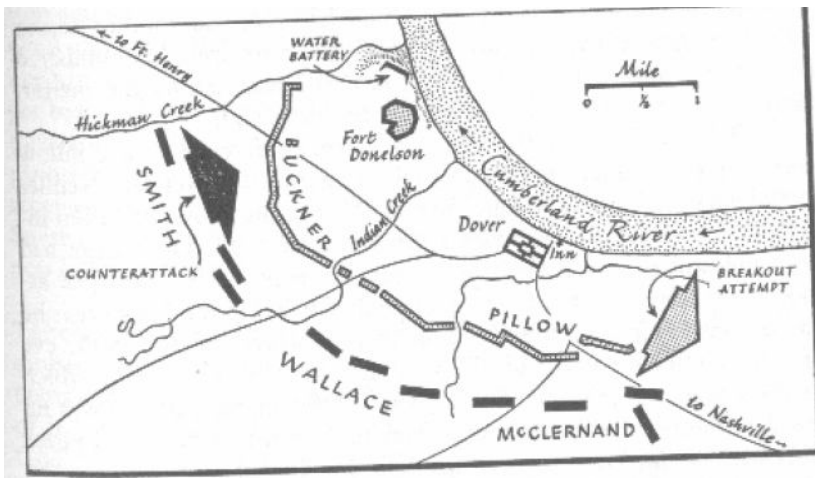 ← to Ft. Henry
WATER
BATTERY
Mile
0 ½ 1
Hickman Creek
Fort
Donelson
SMITH
BUCKNER
Cumberland River
Indian Creek
Dover
Inn
COUNTERATTACK
BREAKOUT
ATTEMPT
PILLOW
WALLACE
McCLERNAND
to Nashville →